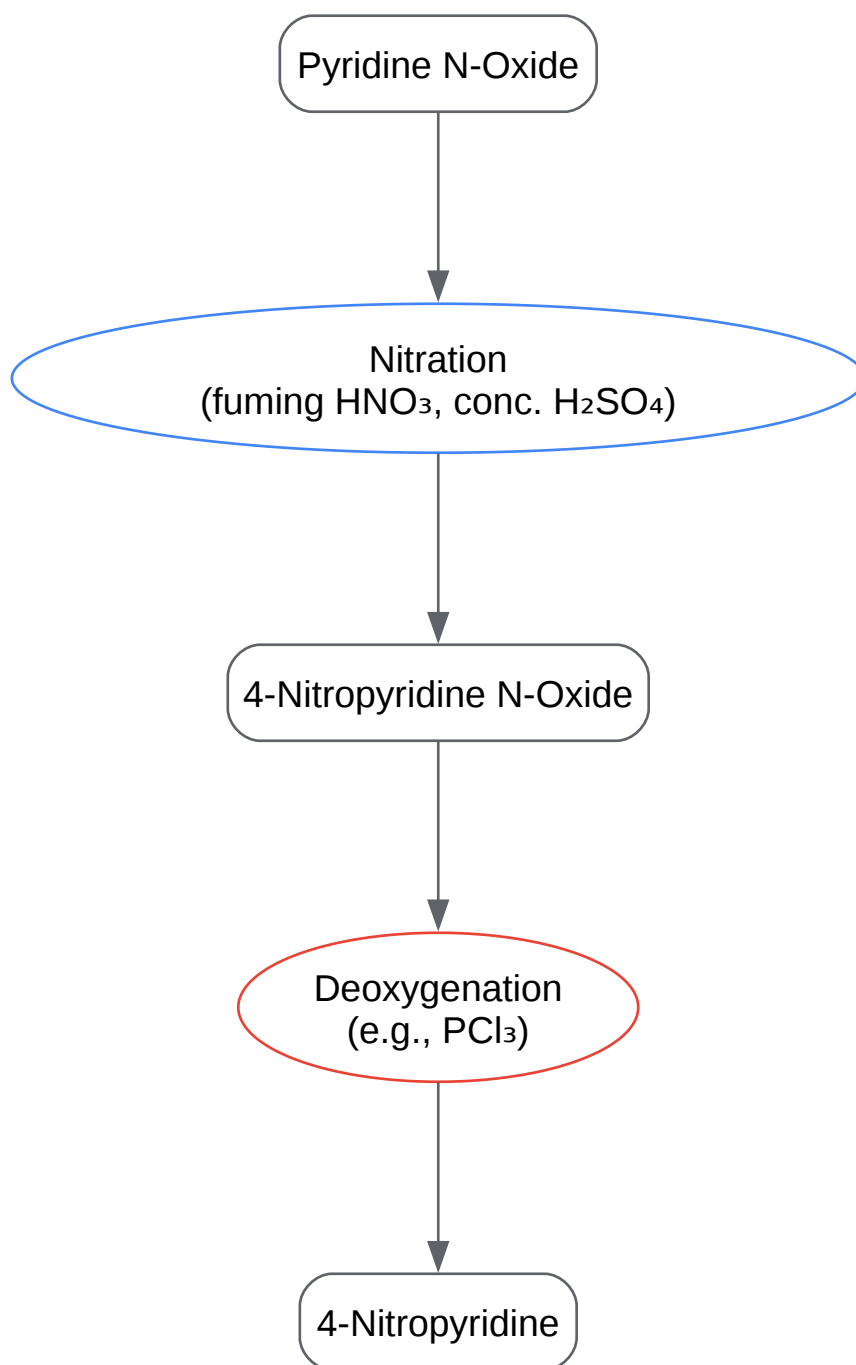 Pyridine N-Oxide
Nitration
(fuming HNO₃, conc. H₂SO₄)
4-Nitropyridine N-Oxide
Deoxygenation
(e.g., PCl₃)
4-Nitropyridine